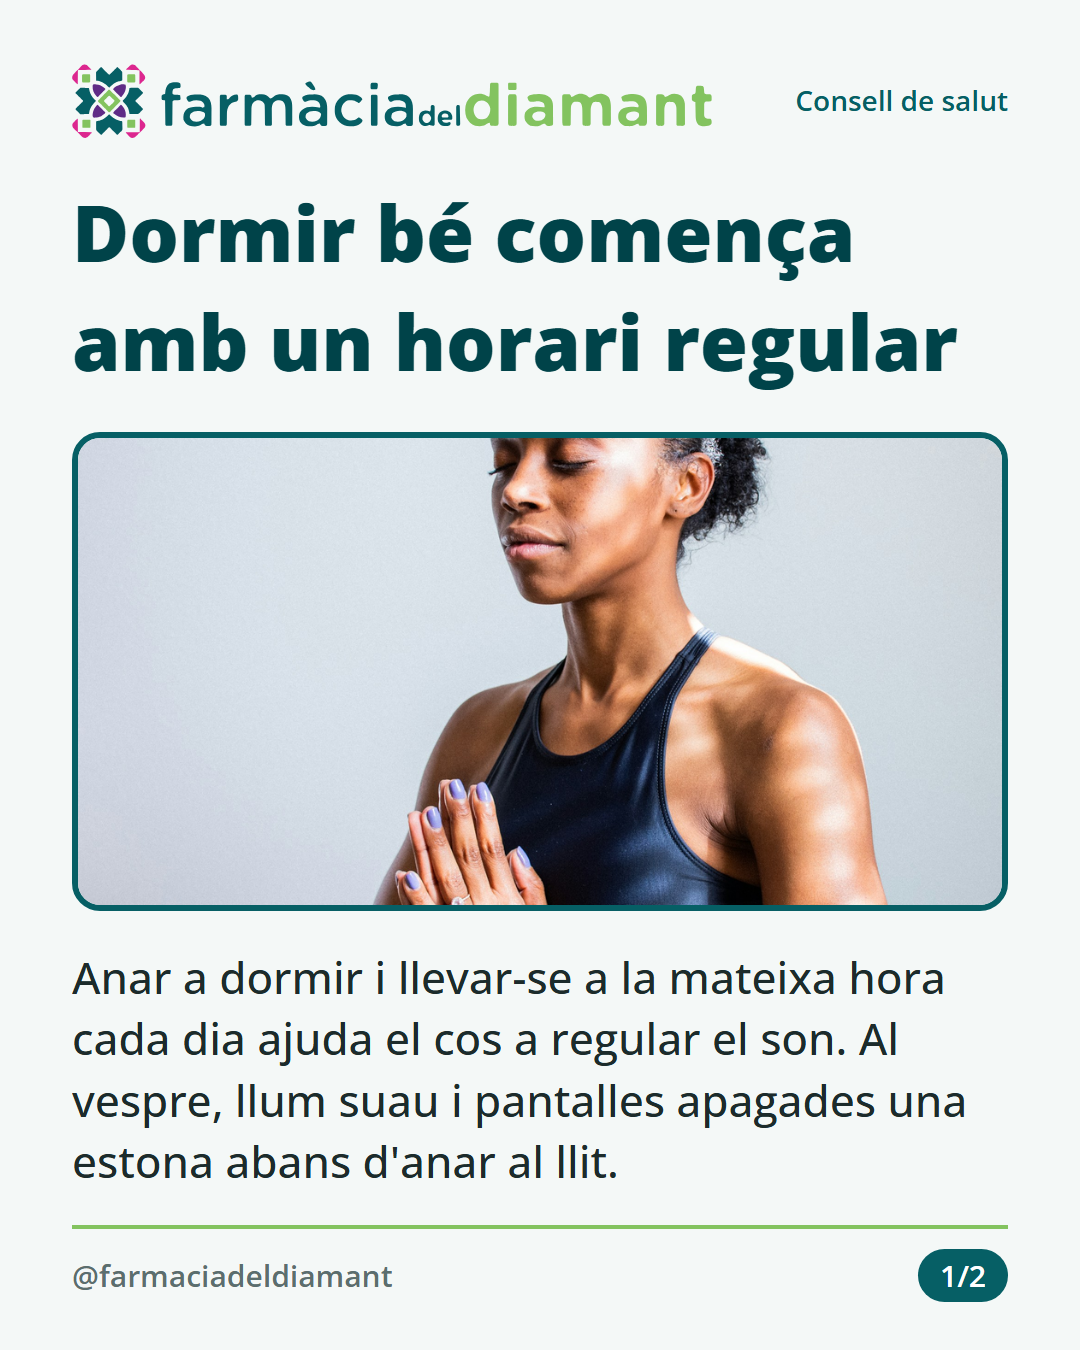 farmàciadeldiamant
Consell de salut
Dormir bé comença
amb un horari regular
Anar a dormir i llevar-se a la mateixa hora
cada dia ajuda el cos a regular el son. Al
vespre, llum suau i pantalles apagades una
estona abans d'anar al llit.
@farmaciadeldiamant
1/2